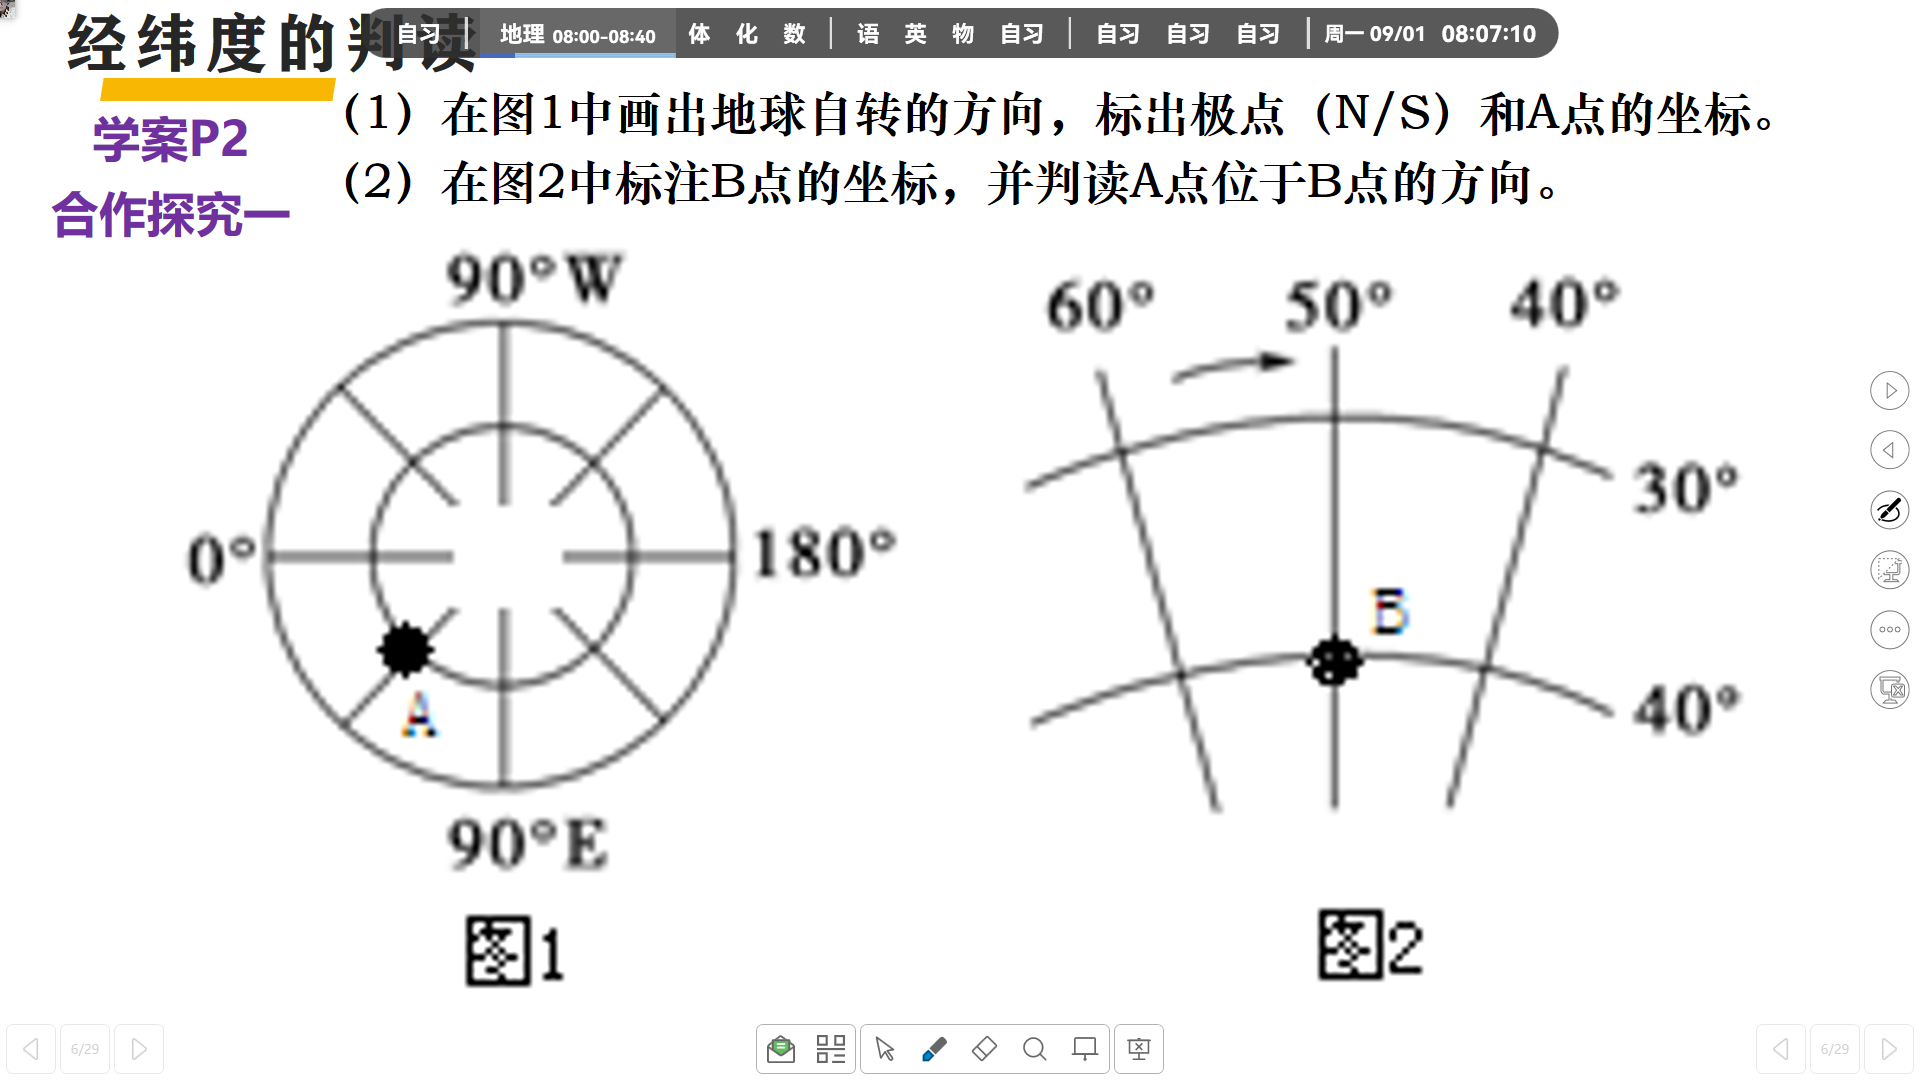 经纬度的判读
自习 | 地理 08:00-08:40 体 化 数 | 语 英 物 自习 | 自习 自习 自习 | 周一 09/01 08:07:10
学案P2
合作探究一
（1）在图1中画出地球自转的方向，标出极点（N/S）和A点的坐标。
（2）在图2中标注B点的坐标，并判读A点位于B点的方向。
90°W
0°
180°
A
90°E
图1
60° 50° 40°
30°
B
40°
图2
6/29
6/29